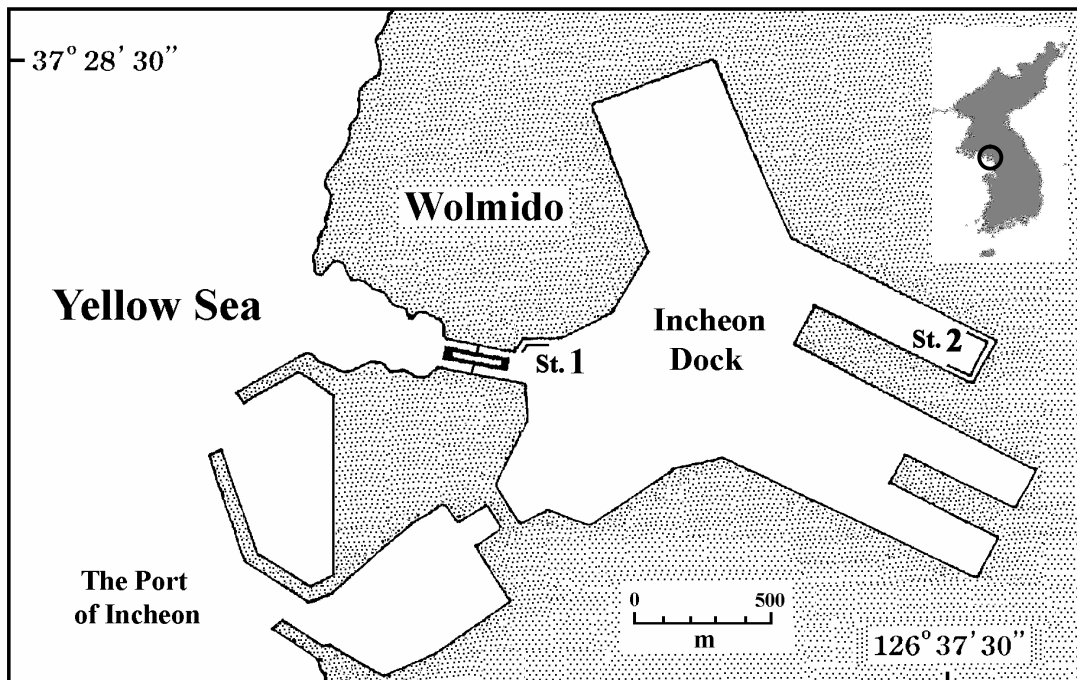 37° 28′ 30″
Wolmido
Yellow Sea
Incheon
Dock
St. 1
St. 2
The Port
of Incheon
0 500
m
126° 37′ 30″